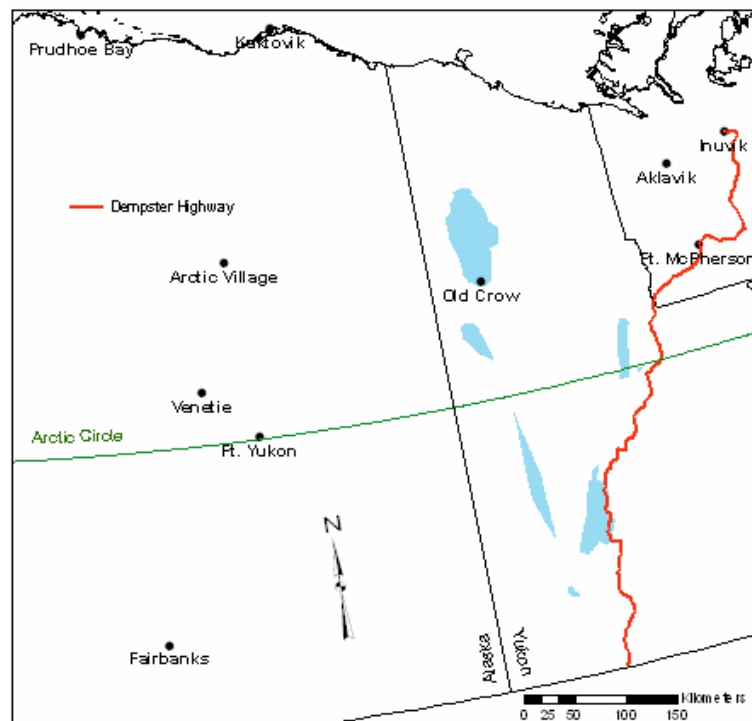 Prudhoe Bay
Kaktovik
Inuvik
Aklavik
Dempster Highway
Ft. McPherson
Arctic Village
Old Crow
Venetie
Arctic Circle
Ft. Yukon
N
Fairbanks
Alaska
Yukon
Kilometers
0 25 50 100 150